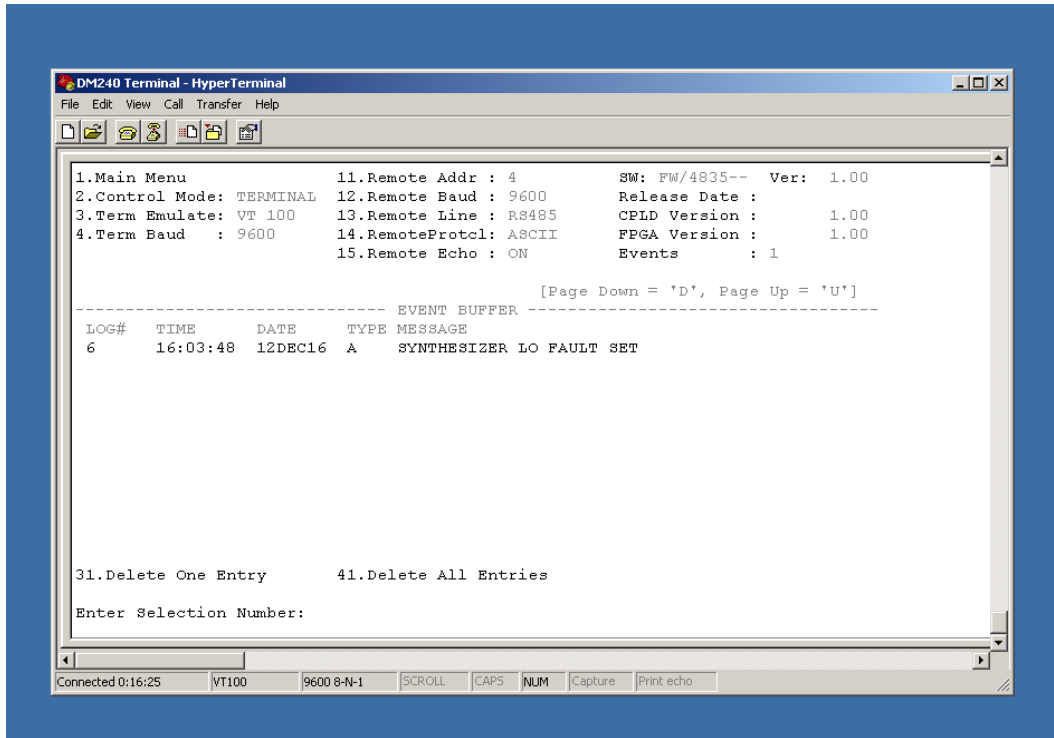 DM240 Terminal - HyperTerminal
File Edit View Call Transfer Help
1.Main Menu 11.Remote Addr : 4 SW: FW/4835-- Ver: 1.00
2.Control Mode: TERMINAL 12.Remote Baud : 9600 Release Date :
3.Term Emulate: VT 100 13.Remote Line : RS485 CPLD Version : 1.00
4.Term Baud : 9600 14.RemoteProtcl: ASCII FPGA Version : 1.00
15.Remote Echo : ON Events : 1
[Page Down = 'D', Page Up = 'U']
------------------------------- EVENT BUFFER -----------------------------------
LOG# TIME DATE TYPE MESSAGE
6 16:03:48 12DEC16 A SYNTHESIZER LO FAULT SET
31.Delete One Entry 41.Delete All Entries
Enter Selection Number:
Connected 0:16:25 VT100 9600 8-N-1 SCROLL CAPS NUM Capture Print echo